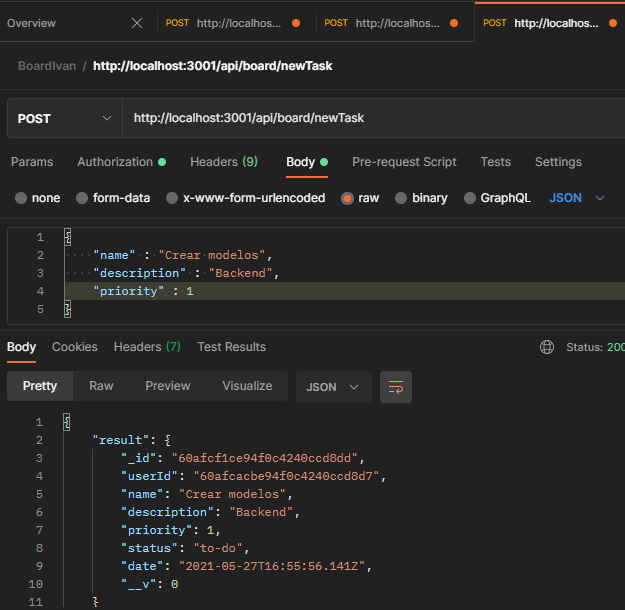 Overview POST http://localhos... POST http://localhos... POST http://localhos...
BoardIvan / http://localhost:3001/api/board/newTask
POST http://localhost:3001/api/board/newTask
Params Authorization Headers (9) Body Pre-request Script Tests Settings
none form-data x-www-form-urlencoded raw binary GraphQL JSON
1 {
2 "name" : "Crear modelos",
3 "description" : "Backend",
4 "priority" : 1
5 }
Body Cookies Headers (7) Test Results Status: 200
Pretty Raw Preview Visualize JSON
1 {
2 "result": {
3 "_id": "60afcf1ce94f0c4240ccd8dd",
4 "userId": "60afcacbe94f0c4240ccd8d7",
5 "name": "Crear modelos",
6 "description": "Backend",
7 "priority": 1,
8 "status": "to-do",
9 "date": "2021-05-27T16:55:56.141Z",
10 "__v": 0
11 }